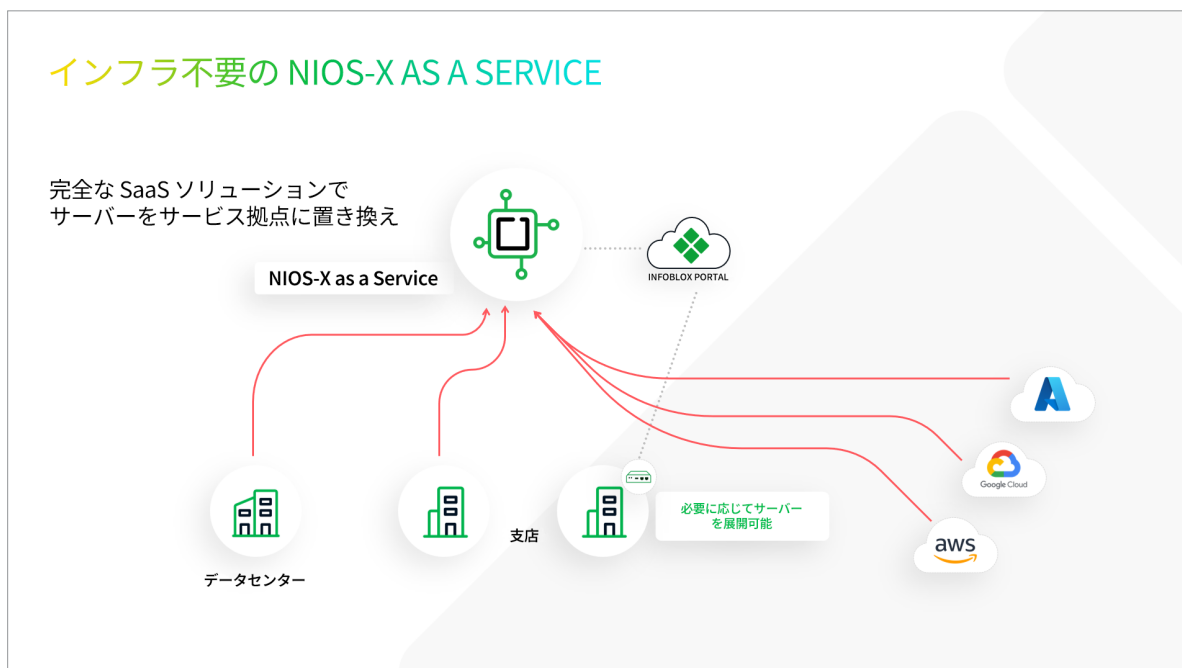 インフラ不要の NIOS-X AS A SERVICE
完全な SaaS ソリューションで
サーバーをサービス拠点に置き換え
NIOS-X as a Service
INFOBLOX PORTAL
Google Cloud
aws
必要に応じてサーバー
を展開可能
支店
データセンター